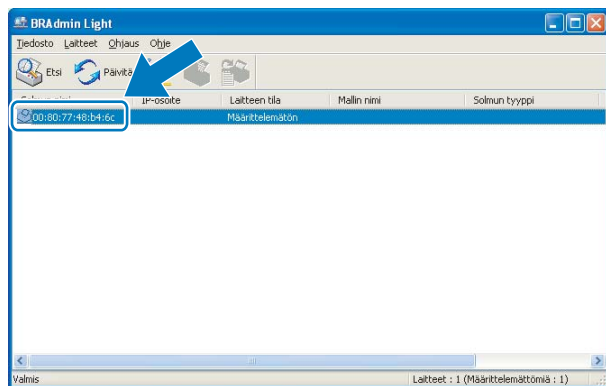 BRAdmin Light
Tiedosto Laitteet Ohjaus Ohje
Etsi Päivitä
IP-osoite Laitteen tila Mallin nimi Solmun tyyppi
00:80:77:48:b4:6c Määrittelemätön
Valmis Laitteet : 1 (Määrittelemättömiä : 1)